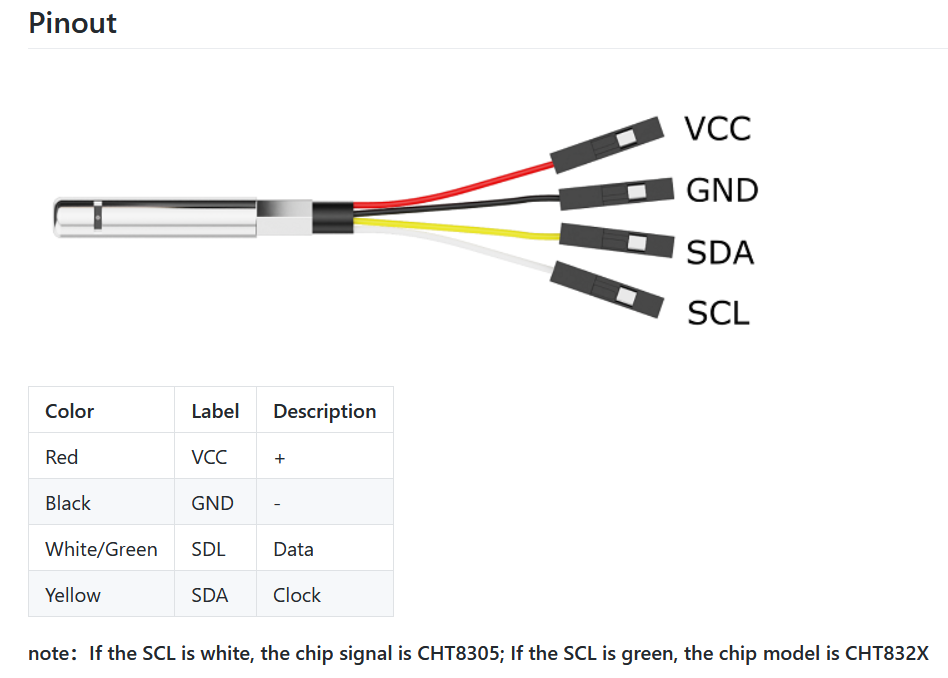 Pinout
VCC
GND
SDA
SCL
Color Label Description
Red VCC +
Black GND -
White/Green SDL Data
Yellow SDA Clock
note：If the SCL is white, the chip signal is CHT8305; If the SCL is green, the chip model is CHT832X